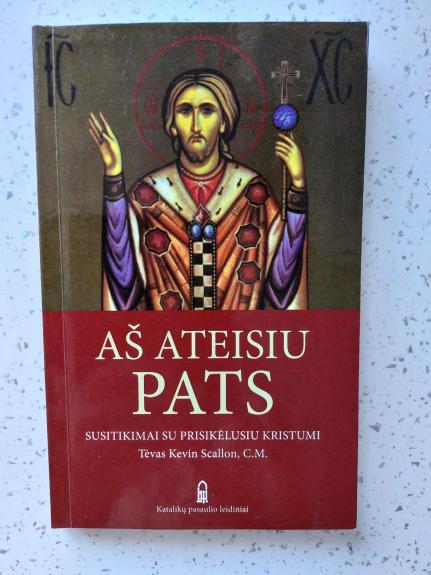 IC XC
AŠ ATEISIU
PATS
SUSITIKIMAI SU PRISIKĖLUSIU KRISTUMI
Tėvas Kevin Scallon, C.M.
Katalikų pasaulio leidiniai